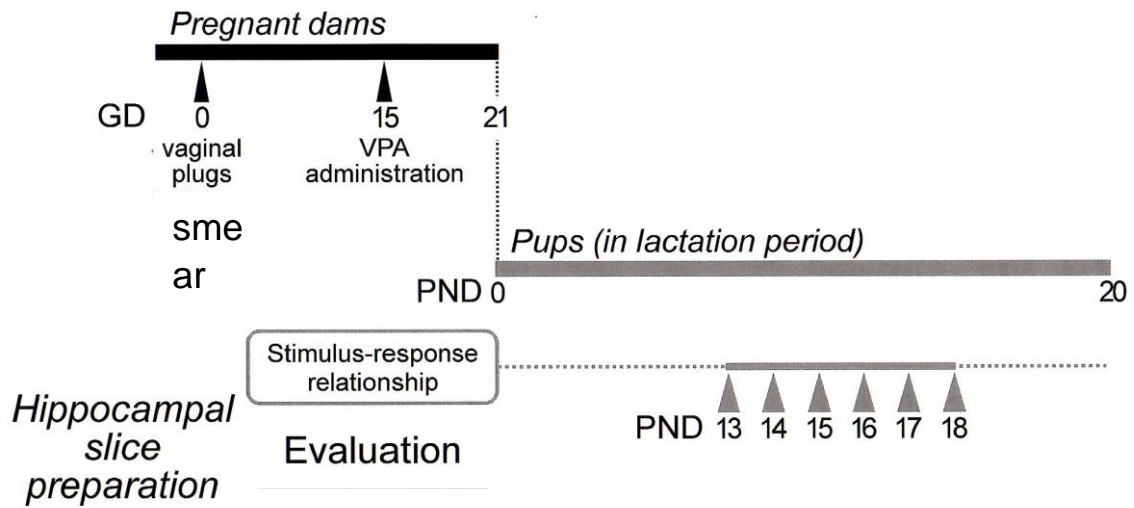 Pregnant dams
GD 0 15 21
vaginal plugs
VPA administration
sme
ar
Pups (in lactation period)
PND 0 20
Stimulus-response
relationship
Hippocampal
slice
preparation
Evaluation
PND 13 14 15 16 17 18